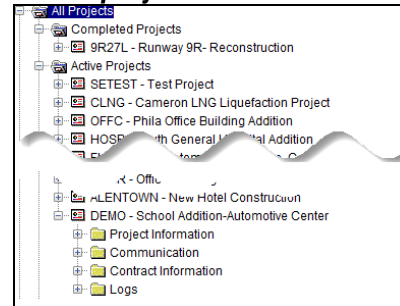 All Projects
Completed Projects
9R27L - Runway 9R- Reconstruction
Active Projects
SETEST - Test Project
CLNG - Cameron LNG Liquefaction Project
OFFC - Phila Office Building Addition
General Addition
ALENTOWN - New Hotel Construction
DEMO - School Addition-Automotive Center
Project Information
Communication
Contract Information
Logs